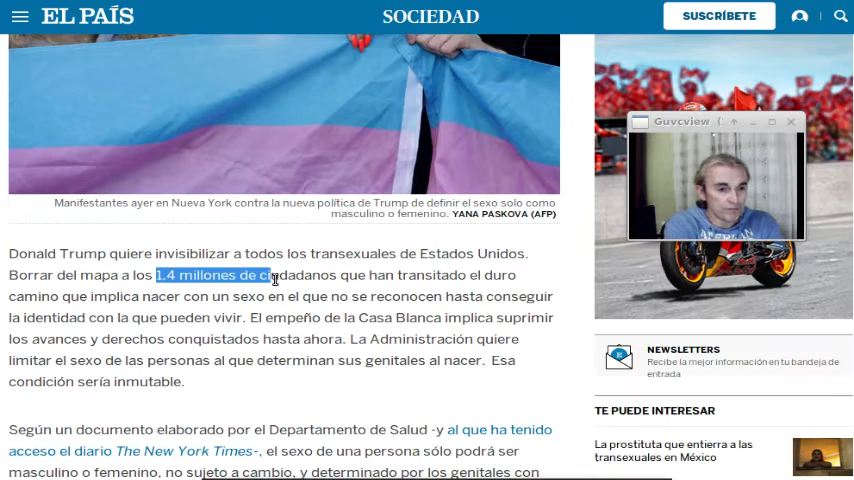 EL PAÍS
SOCIEDAD
SUSCRÍBETE
Manifestantes ayer en Nueva York contra la nueva política de Trump de definir el sexo solo como
masculino o femenino. YANA PASKOVA (AFP)
Donald Trump quiere invisibilizar a todos los transexuales de Estados Unidos.
Borrar del mapa a los 1.4 millones de ciudadanos que han transitado el duro
camino que implica nacer con un sexo en el que no se reconocen hasta conseguir
la identidad con la que pueden vivir. El empeño de la Casa Blanca implica suprimir
los avances y derechos conquistados hasta ahora. La Administración quiere
limitar el sexo de las personas al que determinan sus genitales al nacer. Esa
condición sería inmutable.
Según un documento elaborado por el Departamento de Salud -y al que ha tenido
acceso el diario The New York Times-, el sexo de una persona sólo podrá ser
masculino o femenino, no sujeto a cambio, y determinado por los genitales con
Guvcview (
NEWSLETTERS
Recibe la mejor información en tu bandeja de
entrada
TE PUEDE INTERESAR
La prostituta que entierra a las
transexuales en México